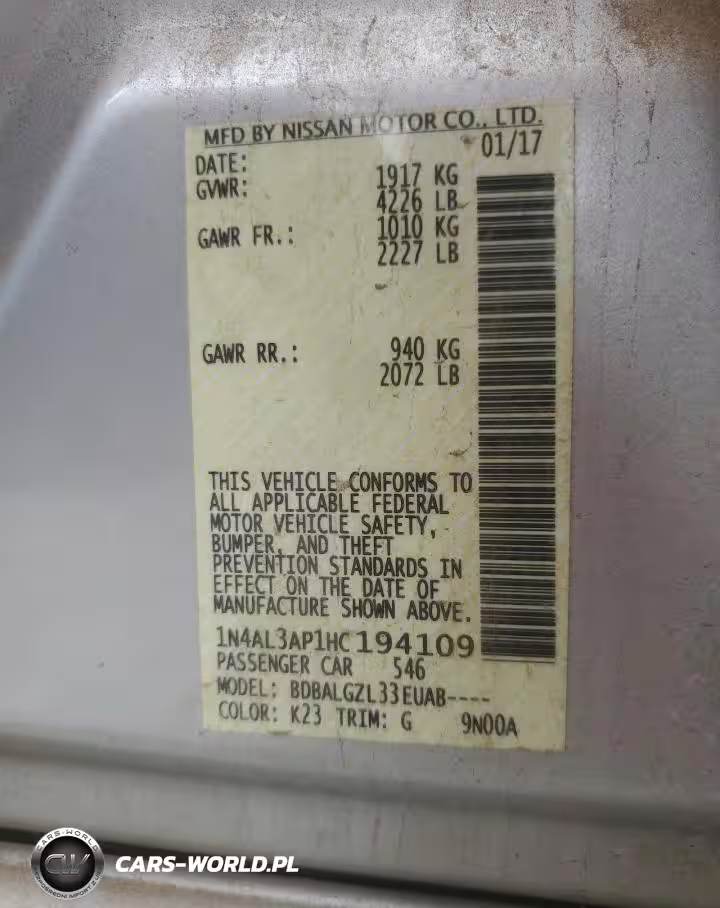 MFD BY NISSAN MOTOR CO., LTD.
DATE: 01/17
GVWR: 1917 KG
4226 LB
GAWR FR.: 1010 KG
2227 LB
GAWR RR.: 940 KG
2072 LB
THIS VEHICLE CONFORMS TO
ALL APPLICABLE FEDERAL
MOTOR VEHICLE SAFETY,
BUMPER, AND THEFT
PREVENTION STANDARDS IN
EFFECT ON THE DATE OF
MANUFACTURE SHOWN ABOVE.
1N4AL3AP1HC194109
PASSENGER CAR 546
MODEL: BDBALGZL33EUAB----
COLOR: K23 TRIM: G 9N00A
CARS-WORLD
CW
CARS-WORLD.PL